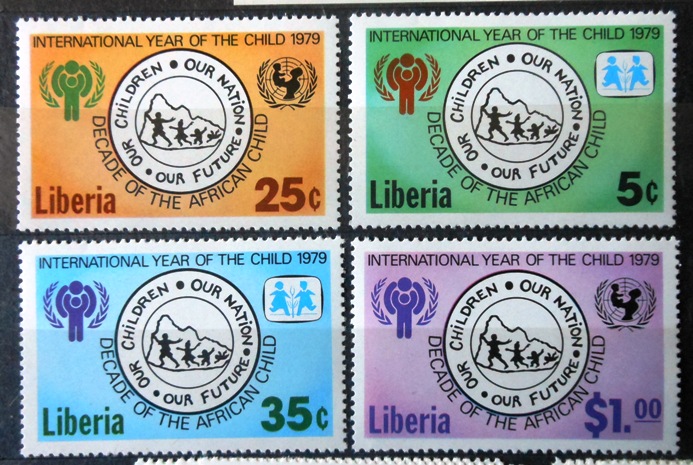 INTERNATIONAL YEAR OF THE CHILD 1979
OUR CHILDREN • OUR NATION • OUR FUTURE •
DECADE OF THE AFRICAN CHILD
Liberia 25¢
INTERNATIONAL YEAR OF THE CHILD 1979
OUR CHILDREN • OUR NATION • OUR FUTURE •
DECADE OF THE AFRICAN CHILD
Liberia 5¢
INTERNATIONAL YEAR OF THE CHILD 1979
OUR CHILDREN • OUR NATION • OUR FUTURE •
DECADE OF THE AFRICAN CHILD
Liberia 35¢
INTERNATIONAL YEAR OF THE CHILD 1979
OUR CHILDREN • OUR NATION • OUR FUTURE •
DECADE OF THE AFRICAN CHILD
Liberia $1.00